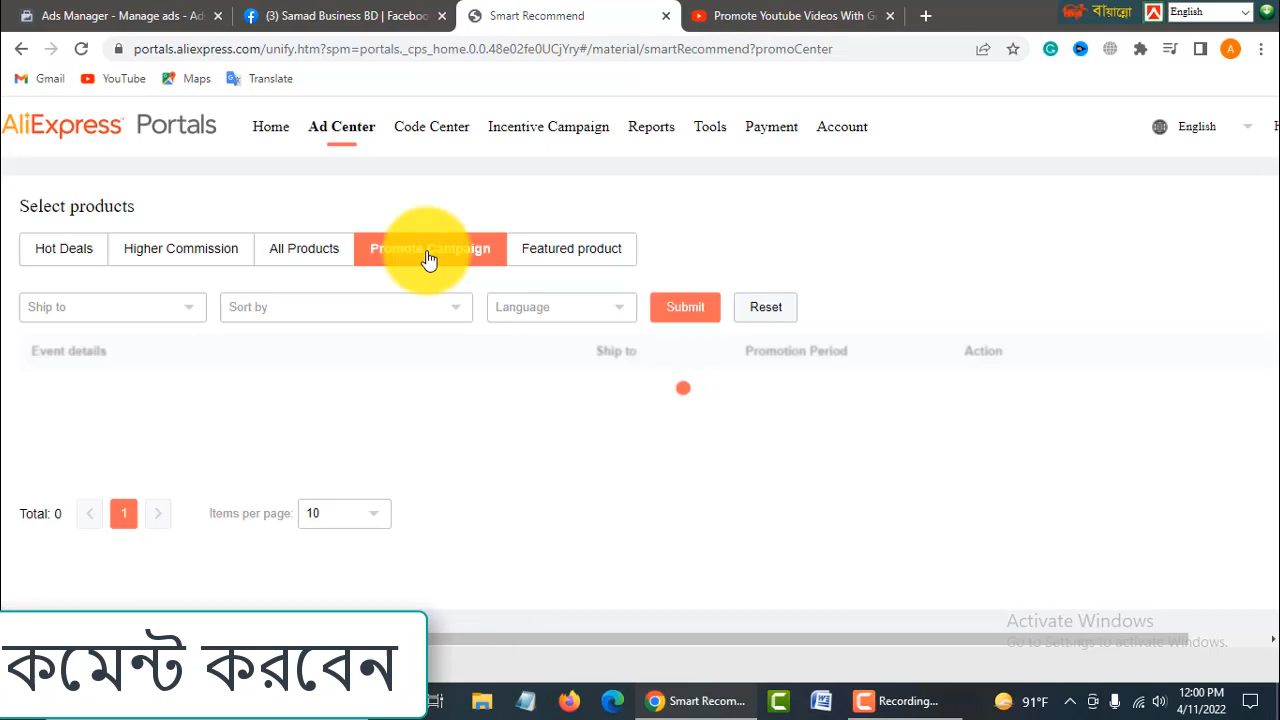 Ads Manager - Manage ads - Ad
(3) Samad Business BD | Facebo
Smart Recommend
Promote Youtube Videos With G
বায়ান্নো
English
portals.aliexpress.com/unify.htm?spm=portals._cps_home.0.0.48e02fe0UCjYry#/material/smartRecommend?promoCenter
A
Gmail
YouTube
Maps
Translate
AliExpress Portals
Home
Ad Center
Code Center
Incentive Campaign
Reports
Tools
Payment
Account
English
Select products
Hot Deals
Higher Commission
All Products
Promote Campaign
Featured product
Ship to
Sort by
Language
Submit
Reset
Event details
Ship to
Promotion Period
Action
Total: 0
1
Items per page:
10
Activate Windows
Go to Settings to activate Windows.
কমেন্ট করবেন
Smart Recom...
Recording...
91°F
12:00 PM
4/11/2022